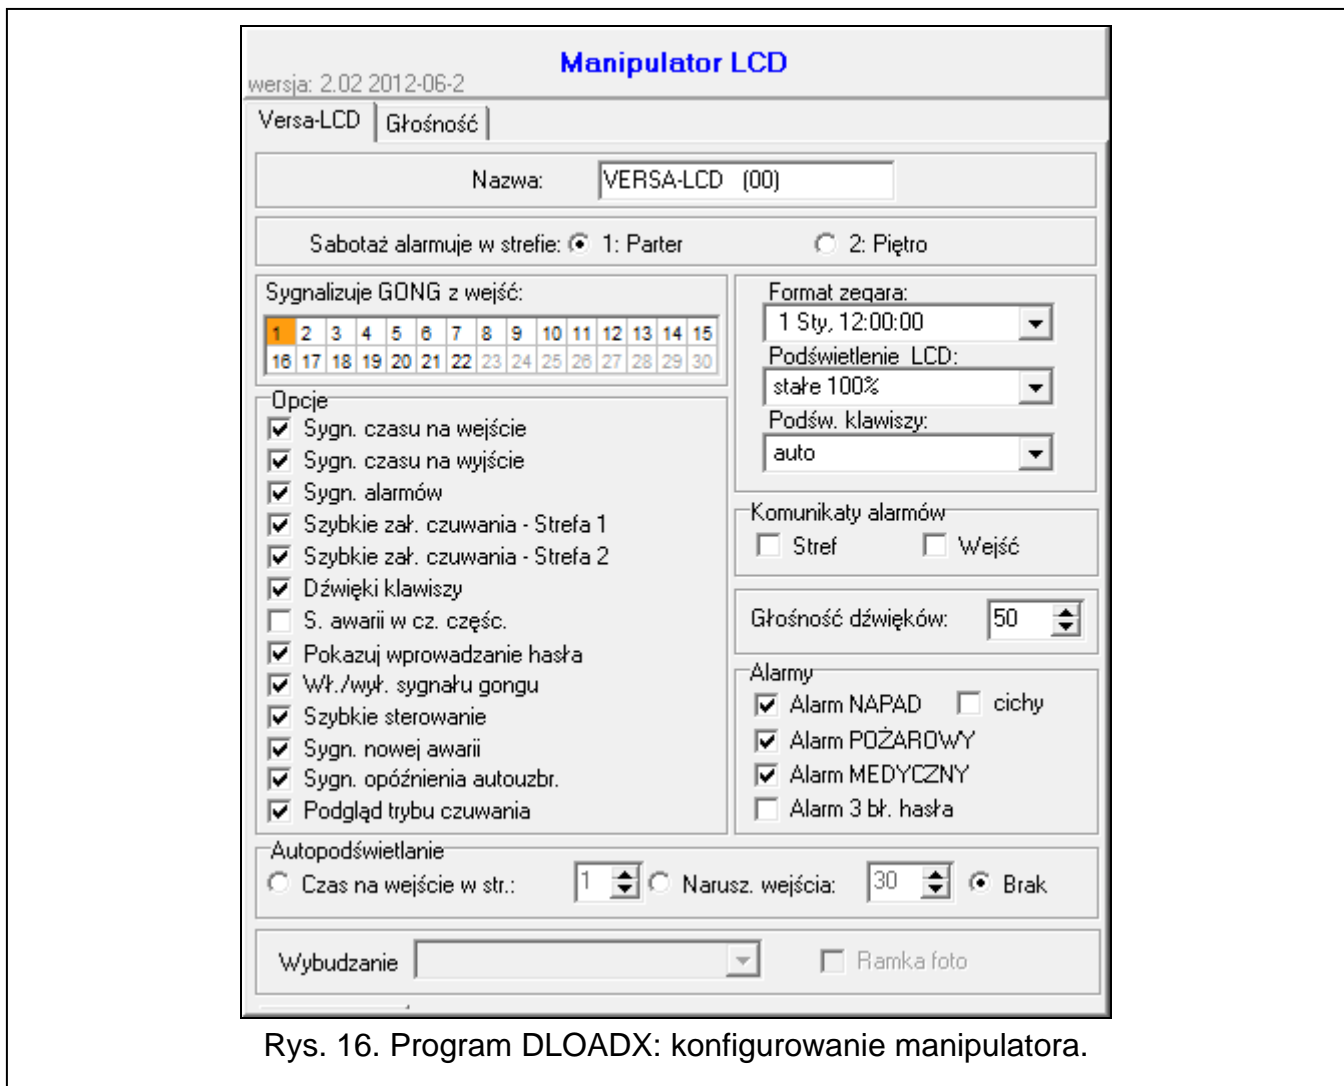 Manipulator LCD
wersja: 2.02 2012-06-2
Versa-LCD
Głośność
Nazwa: VERSA-LCD (00)
Sabotaż alarmuje w strefie: 1: Parter 2: Piętro
Sygnalizuje GONG z wejść:
1 2 3 4 5 6 7 8 9 10 11 12 13 14 15
16 17 18 19 20 21 22 23 24 25 26 27 28 29 30
Opcje
Sygn. czasu na wejście
Sygn. czasu na wyjście
Sygn. alarmów
Szybkie zał. czuwania - Strefa 1
Szybkie zał. czuwania - Strefa 2
Dźwięki klawiszy
S. awarii w cz. częśc.
Pokazuj wprowadzanie hasła
Wł./wył. sygnału gongu
Szybkie sterowanie
Sygn. nowej awarii
Sygn. opóźnienia autouzbr.
Podgląd trybu czuwania
Format zegara:
1 Sty, 12:00:00
Podświetlenie LCD:
stałe 100%
Podśw. klawiszy:
auto
Komunikaty alarmów
Stref Wejść
Głośność dźwięków: 50
Alarmy
Alarm NAPAD cichy
Alarm POŻAROWY
Alarm MEDYCZNY
Alarm 3 bł. hasła
Autopodświetlanie
Czas na wejście w str.: 1 Narusz. wejścia: 30 Brak
Wybudzanie Ramka foto
Rys. 16. Program DLOADX: konfigurowanie manipulatora.